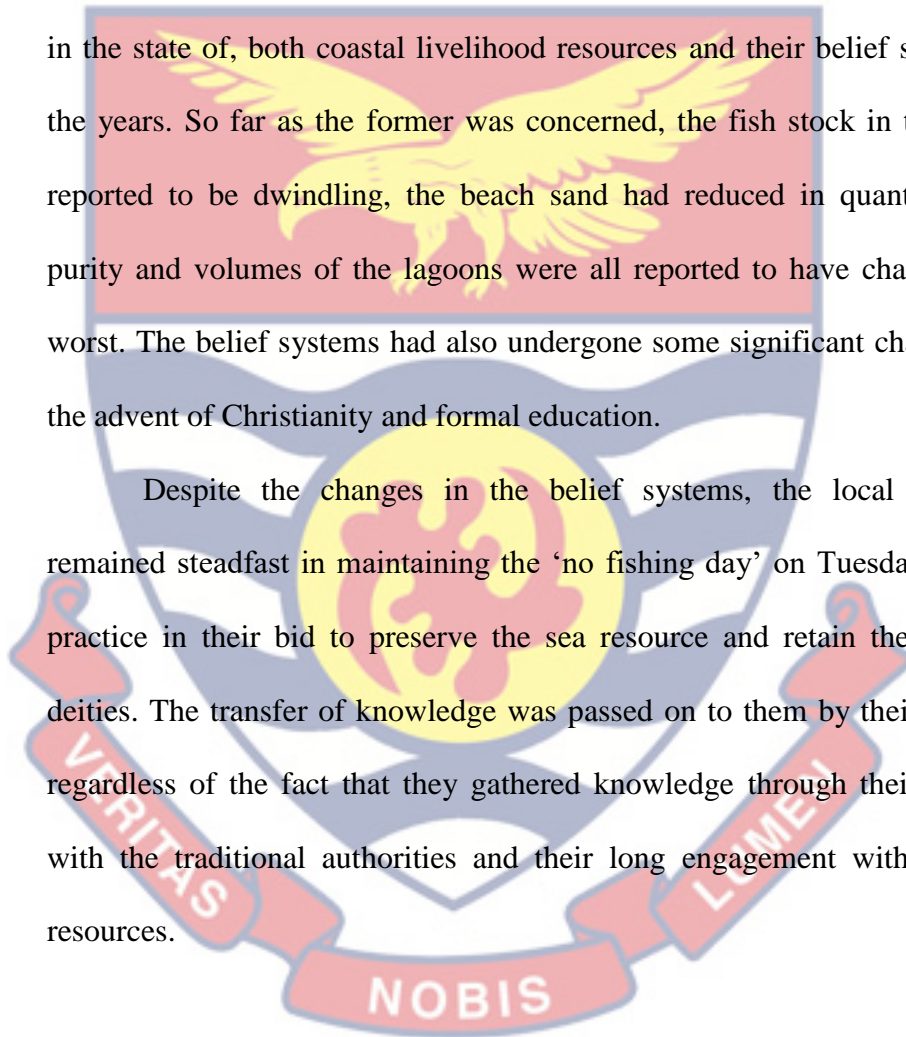 in the state of, both coastal livelihood resources and their belief s
the years. So far as the former was concerned, the fish stock in t
reported to be dwindling, the beach sand had reduced in quant
purity and volumes of the lagoons were all reported to have cha
worst. The belief systems had also undergone some significant cha
the advent of Christianity and formal education.
Despite the changes in the belief systems, the local
remained steadfast in maintaining the ‘no fishing day’ on Tuesda
practice in their bid to preserve the sea resource and retain the
deities. The transfer of knowledge was passed on to them by thei
regardless of the fact that they gathered knowledge through thei
with the traditional authorities and their long engagement with
resources.
VERITAS
NOBIS
LUMEN